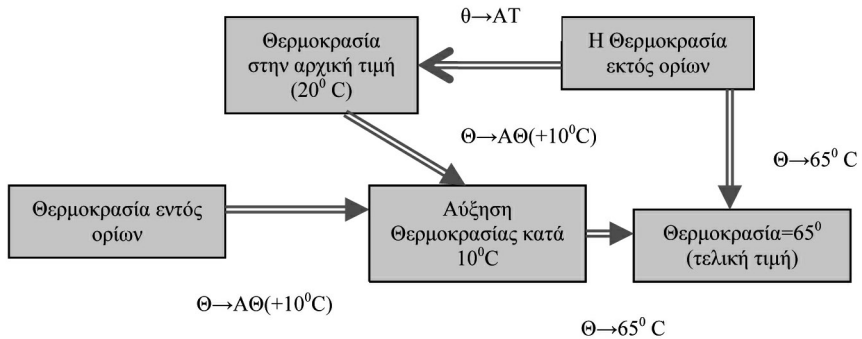 θ→ΑΤ
Θερμοκρασία
στην αρχική τιμή
(20⁰ C)
Η Θερμοκρασία
εκτός ορίων
Θ→ΑΘ(+10⁰C)
Θ→65⁰ C
Θερμοκρασία εντός
ορίων
Αύξηση
Θερμοκρασίας κατά
10⁰C
Θερμοκρασία=65⁰
(τελική τιμή)
Θ→ΑΘ(+10⁰C)
Θ→65⁰ C